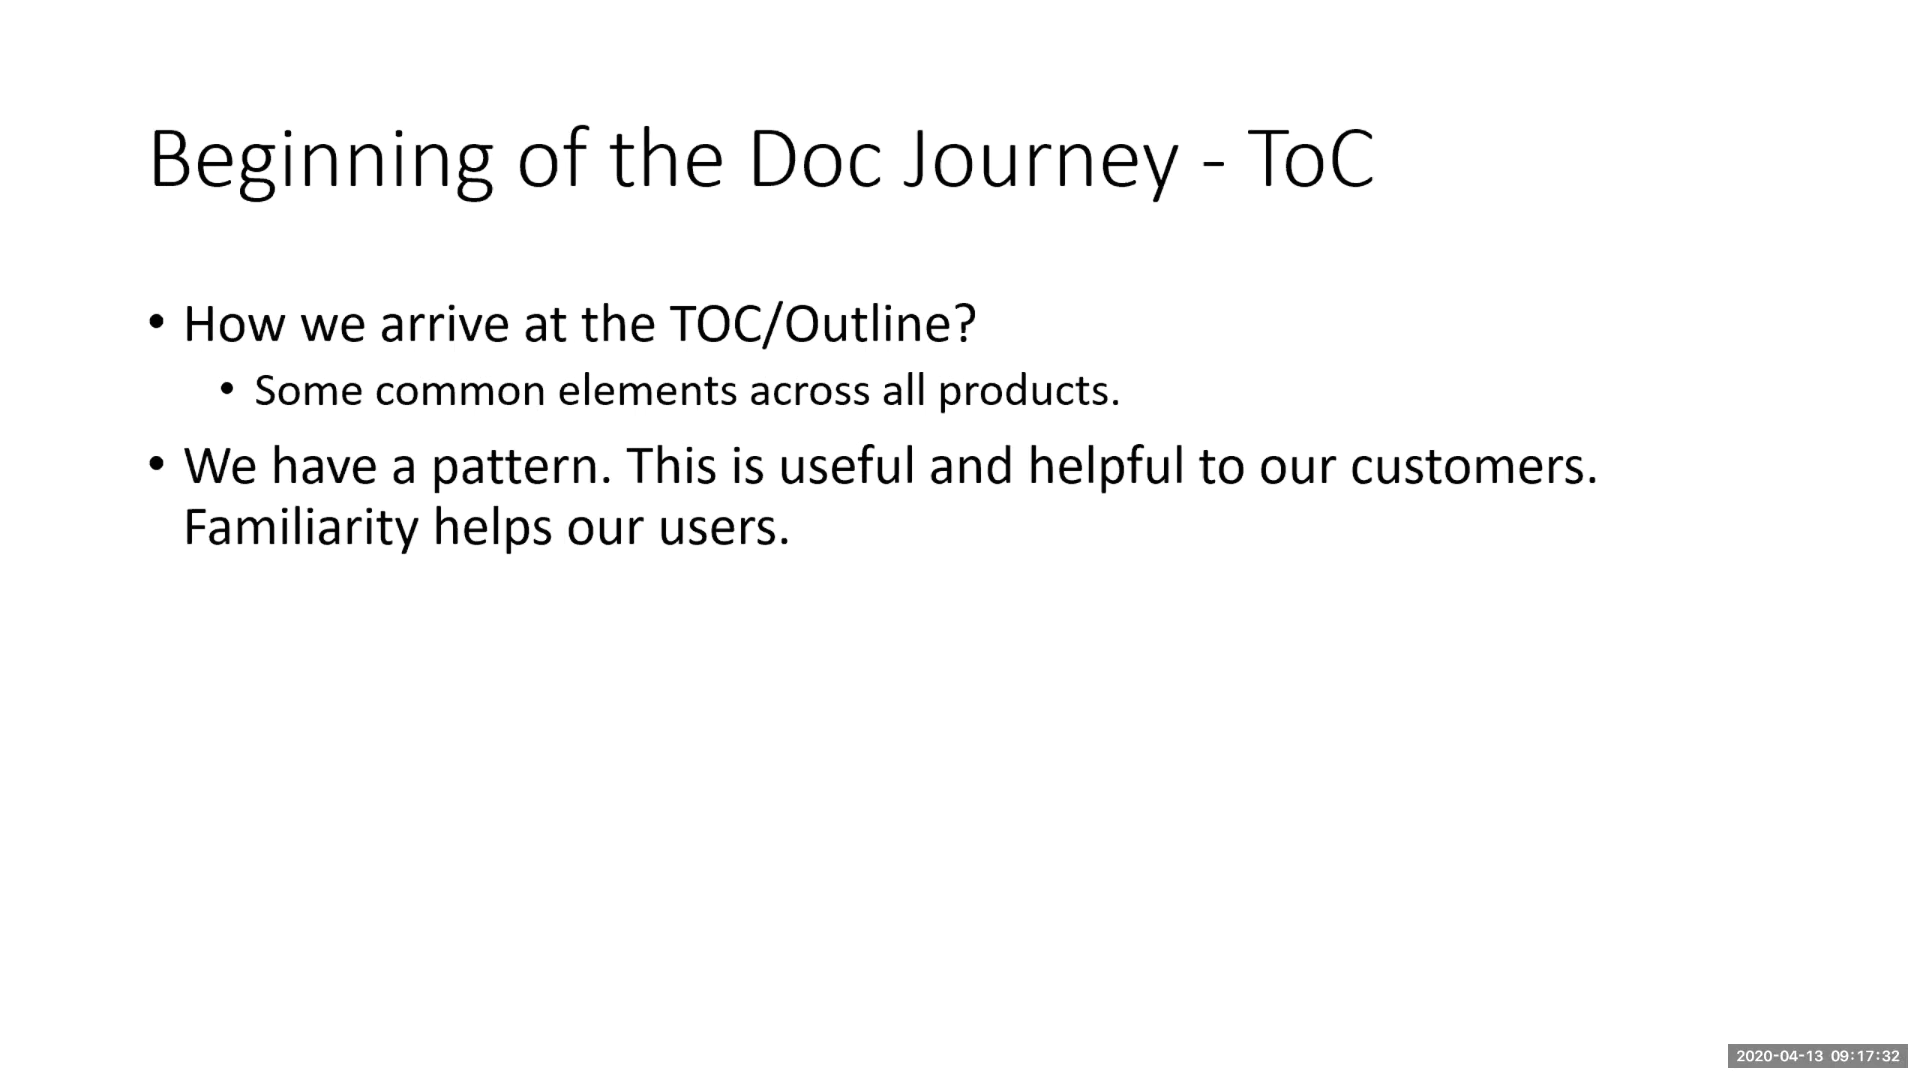 Beginning of the Doc Journey - ToC
• How we arrive at the TOC/Outline?
• Some common elements across all products.
• We have a pattern. This is useful and helpful to our customers.
Familiarity helps our users.
2020-04-13 09:17:32